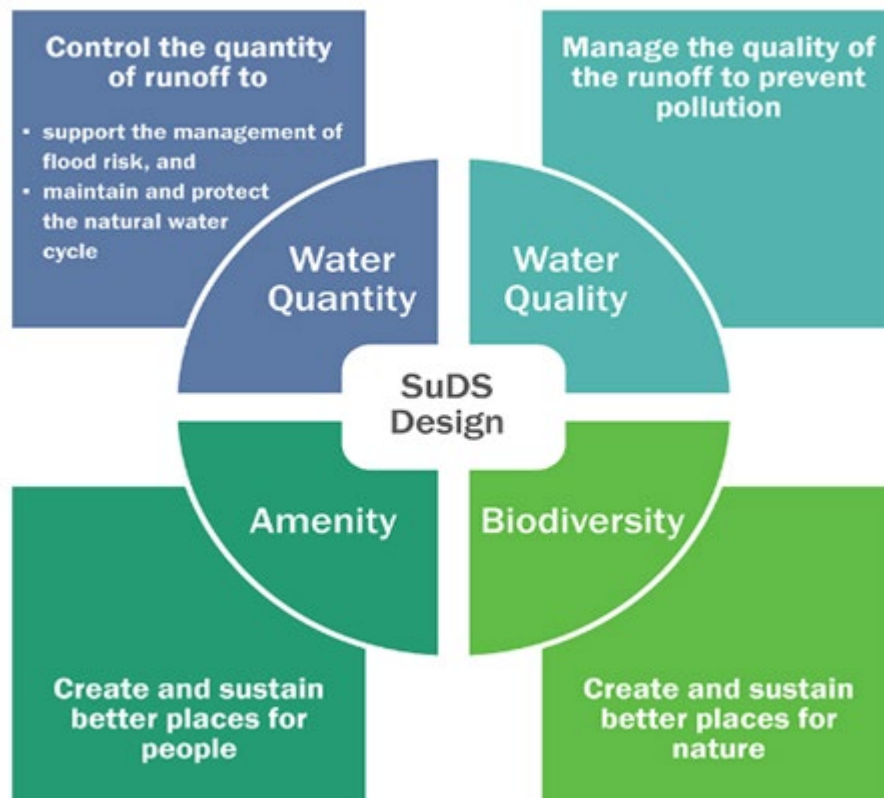 Control the quantity
of runoff to
• support the management of
flood risk, and
• maintain and protect
the natural water
cycle
Manage the quality of
the runoff to prevent
pollution
Water
Quantity
Water
Quality
SuDS
Design
Amenity
Biodiversity
Create and sustain
better places for
people
Create and sustain
better places for
nature